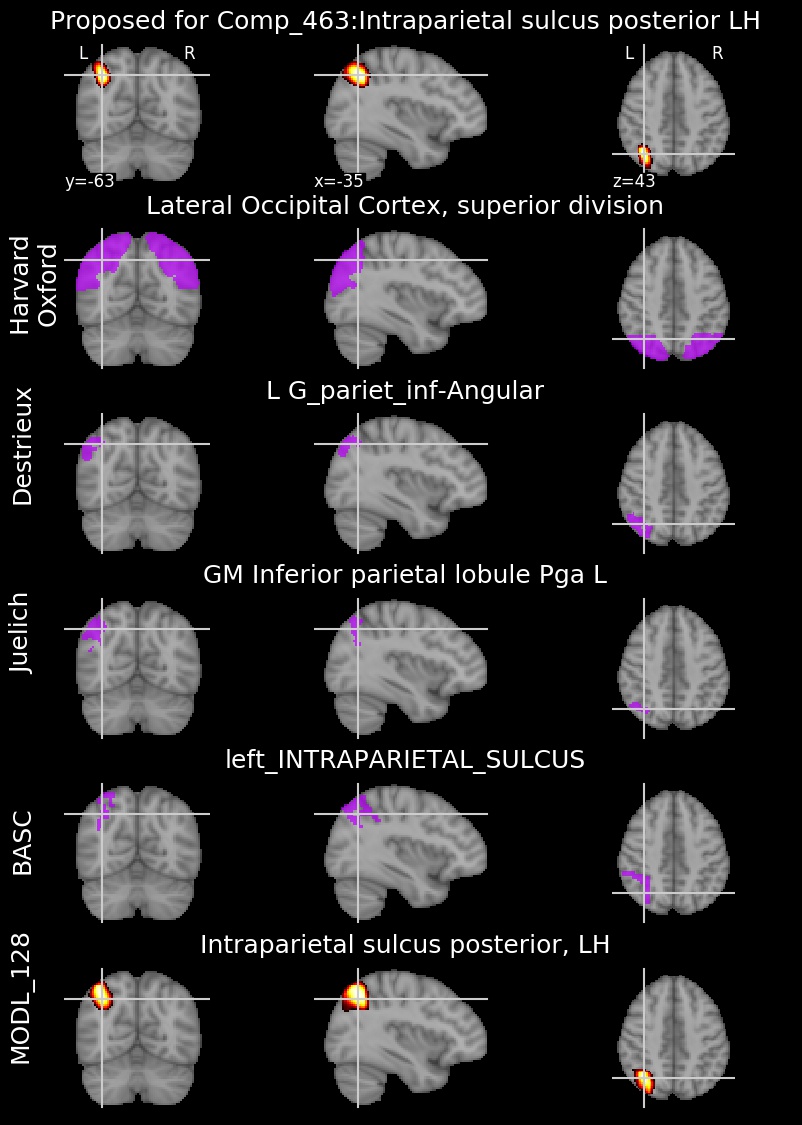 Proposed for Comp_463:Intraparietal sulcus posterior LH
L R L R
y=-63 x=-35 z=43
Lateral Occipital Cortex, superior division
Harvard
Oxford
L G_pariet_inf-Angular
Destrieux
GM Inferior parietal lobule Pga L
Juelich
left_INTRAPARIETAL_SULCUS
BASC
Intraparietal sulcus posterior, LH
MODL_128